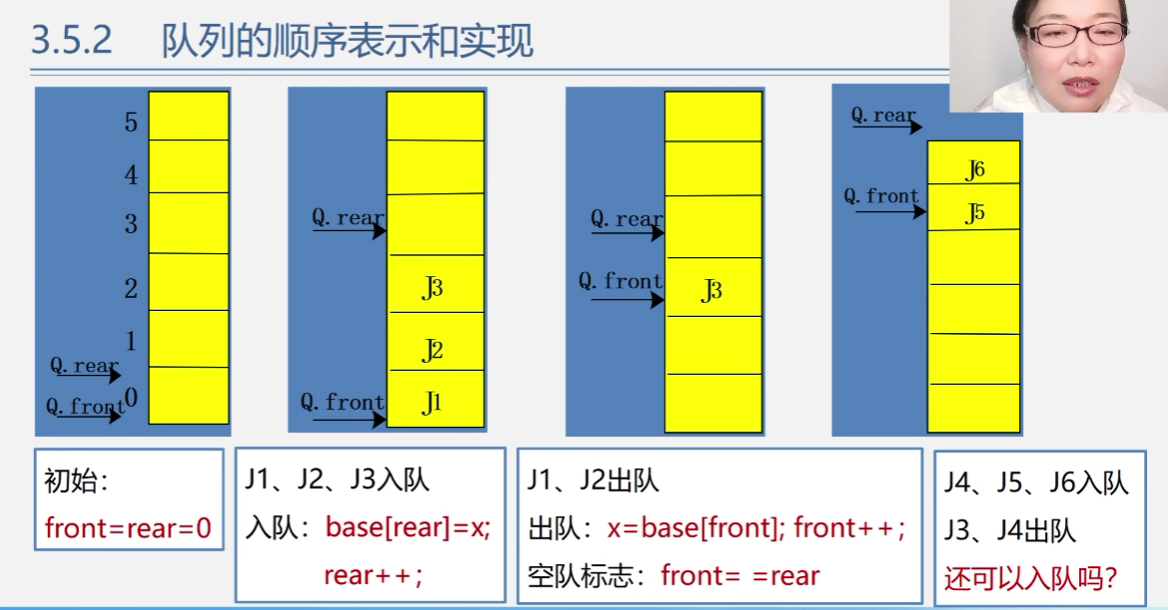 3.5.2 队列的顺序表示和实现
5
4
3
2
1
Q.rear
0
Q.front
Q.rear
J3
J2
Q.front
J1
Q.rear
Q.front
J3
Q.rear
J6
Q.front
J5
初始：
front=rear=0
J1、J2、J3入队
入队：base[rear]=x;
rear++；
J1、J2出队
出队：x=base[front]; front++；
空队标志：front= =rear
J4、J5、J6入队
J3、J4出队
还可以入队吗?